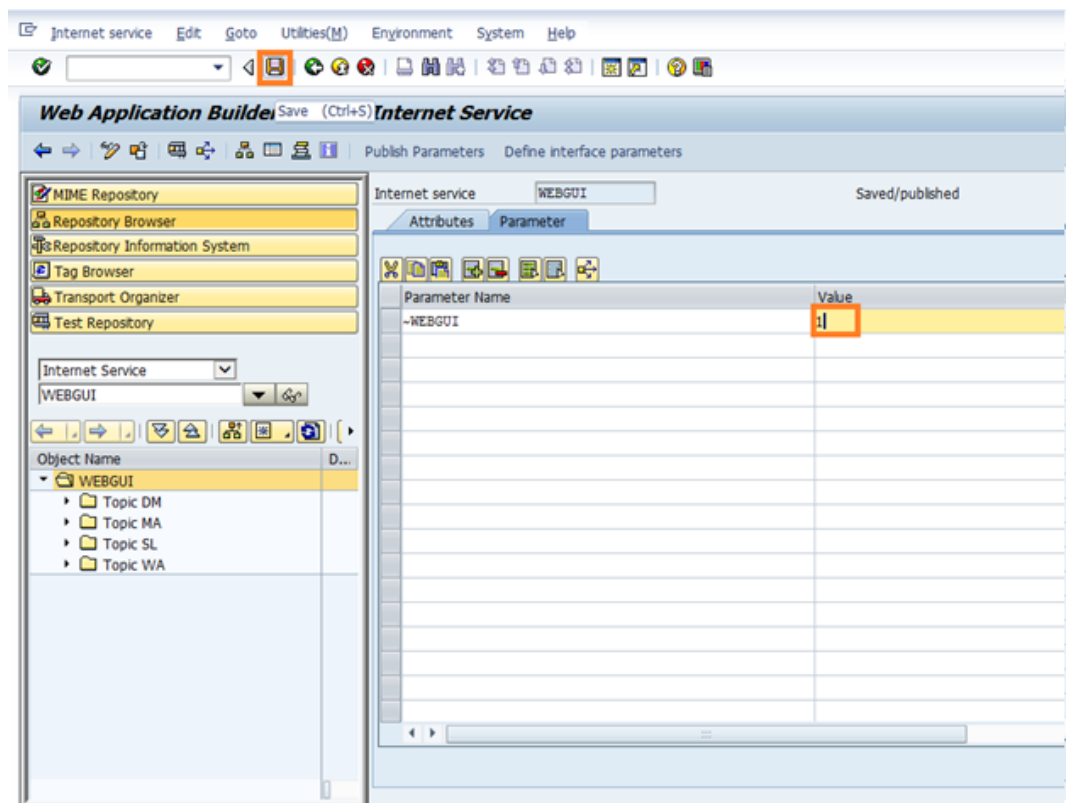 Internet service Edit Goto Utilities(M) Environment System Help
Web Application Builder Save (Ctrl+S) Internet Service
Publish Parameters Define interface parameters
MIME Repository
Repository Browser
Repository Information System
Tag Browser
Transport Organizer
Test Repository
Internet Service
WEBGUI
Object Name D...
WEBGUI
Topic DM
Topic MA
Topic SL
Topic WA
Internet service WEBGUI Saved/published
Attributes Parameter
Parameter Name Value
~WEBGUI 1